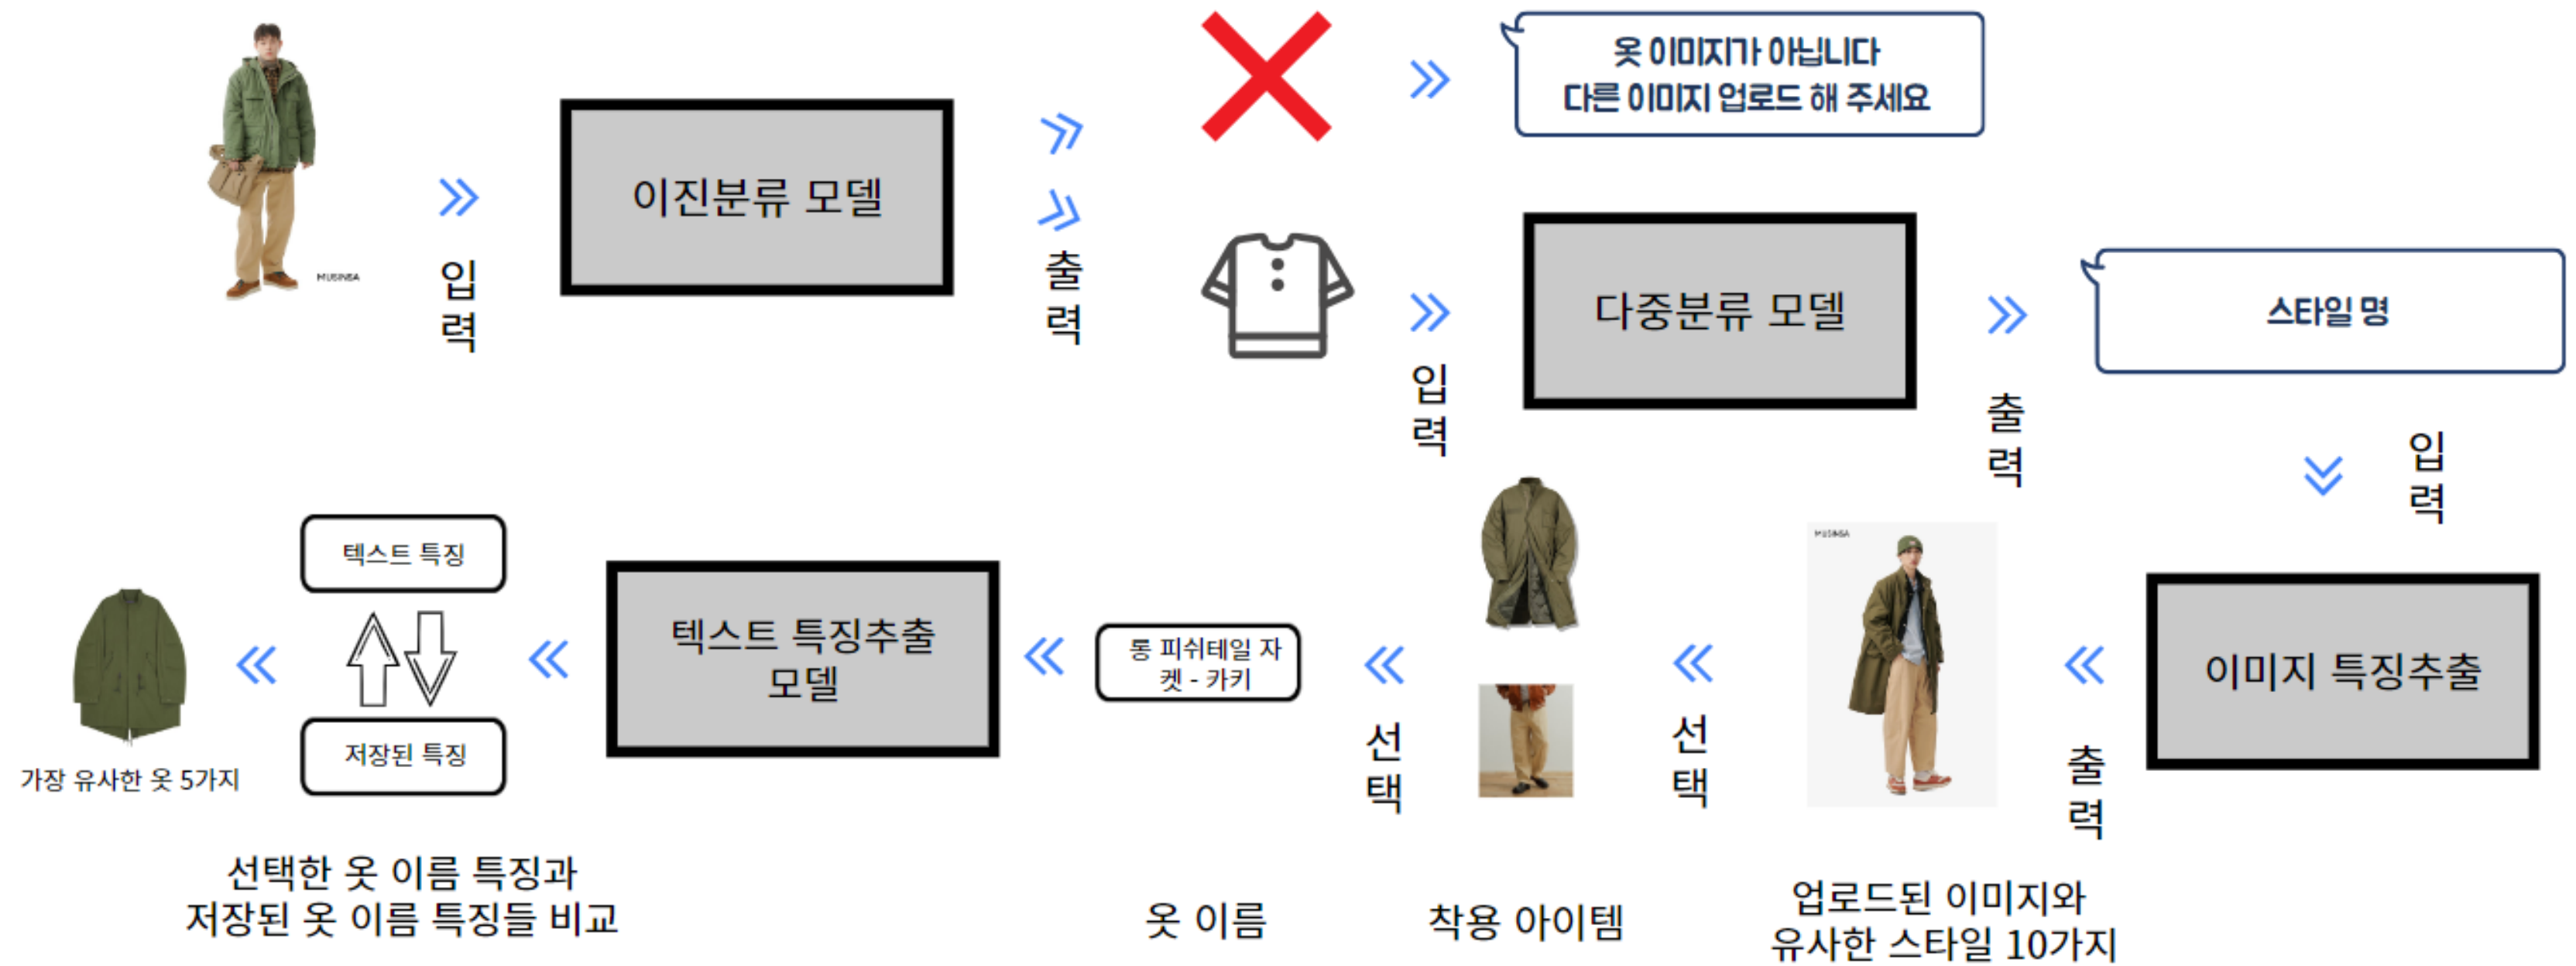 옷 이미지가 아닙니다
다른 이미지 업로드 해 주세요
이진분류 모델
MUSINSA
입
력
출
력
다중분류 모델
스타일 명
입
력
출
력
입
력
텍스트 특징
MUSINSA
텍스트 특징추출
모델
롱 피쉬테일 자
켓 - 카키
이미지 특징추출
저장된 특징
가장 유사한 옷 5가지
선
택
선
택
출
력
선택한 옷 이름 특징과
저장된 옷 이름 특징들 비교
옷 이름
착용 아이템
업로드된 이미지와
유사한 스타일 10가지